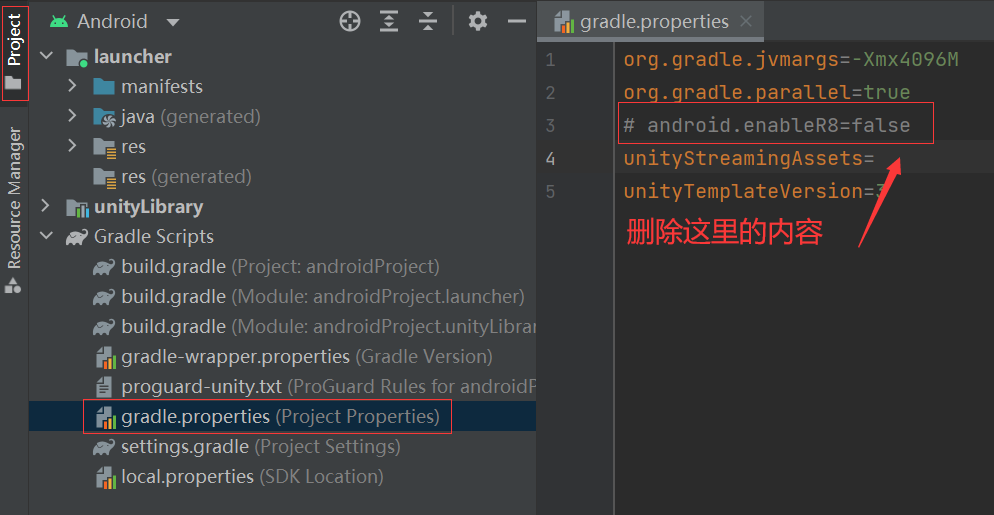 Project
Resource Manager
Android
launcher
manifests
java (generated)
res
res (generated)
unityLibrary
Gradle Scripts
build.gradle (Project: androidProject)
build.gradle (Module: androidProject.launcher)
build.gradle (Module: androidProject.unityLibrar
gradle-wrapper.properties (Gradle Version)
proguard-unity.txt (ProGuard Rules for androidP
gradle.properties (Project Properties)
settings.gradle (Project Settings)
local.properties (SDK Location)
gradle.properties
1 org.gradle.jvmargs=-Xmx4096M
2 org.gradle.parallel=true
3 # android.enableR8=false
4 unityStreamingAssets=
5 unityTemplateVersion=3
删除这里的内容